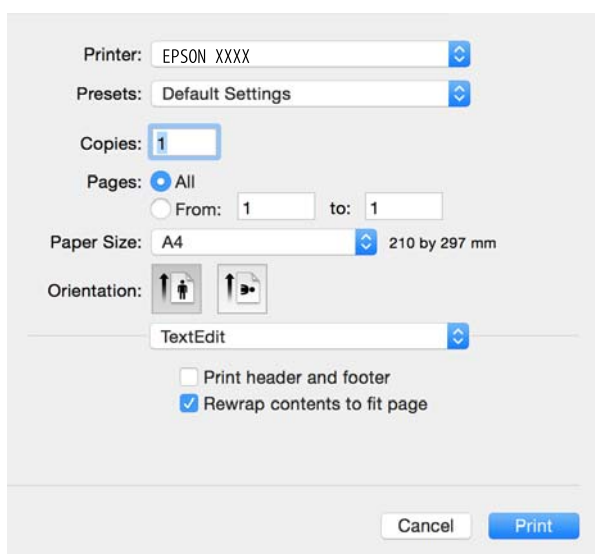 Printer: EPSON XXXX
Presets: Default Settings
Copies: 1
Pages: All
From: 1 to: 1
Paper Size: A4 210 by 297 mm
Orientation:
TextEdit
Print header and footer
Rewrap contents to fit page
Cancel Print